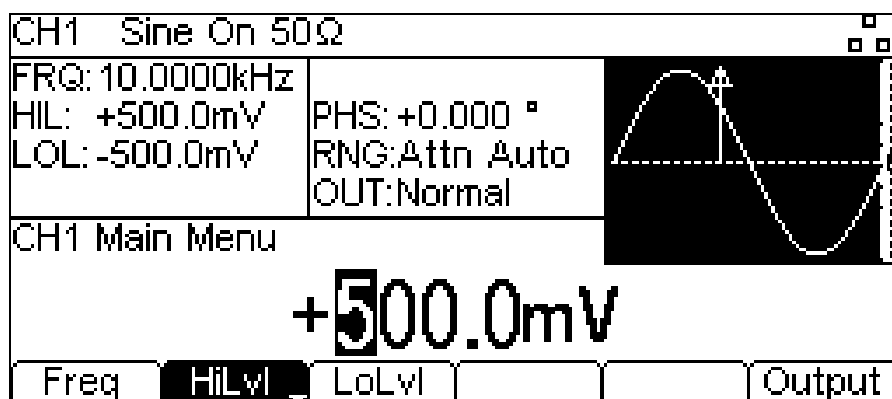 CH1 Sine On 50Ω
FRQ: 10.0000kHz
HIL: +500.0mV
LOL: -500.0mV
PHS: +0.000 °
RNG:Attn Auto
OUT:Normal
CH1 Main Menu
+500.0mV
Freq HiLvl LoLvl Output